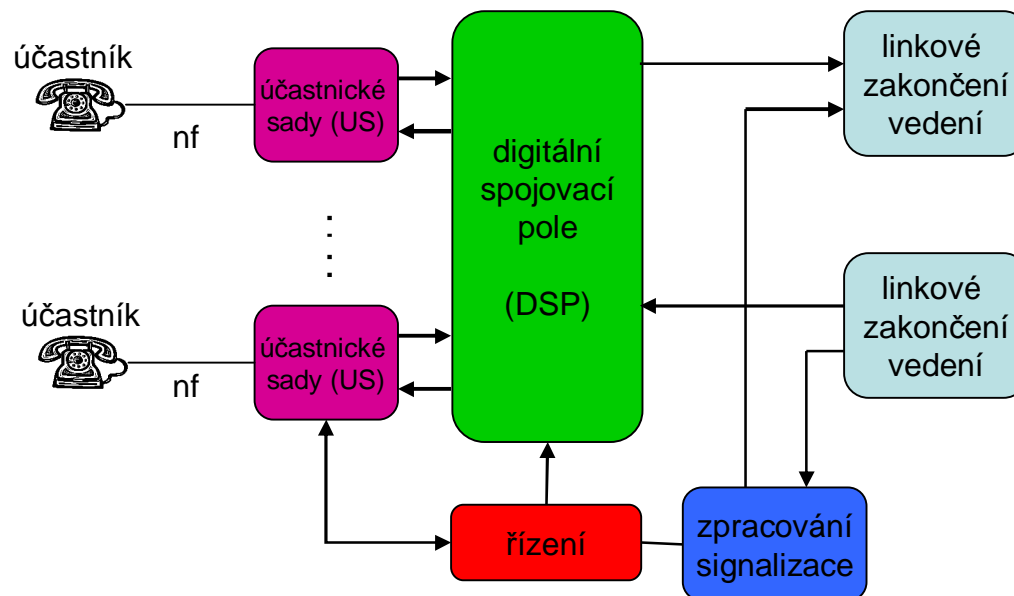 účastník
nf
účastnické
sady (US)
digitální
spojovací
pole
(DSP)
linkové
zakončení
vedení
účastník
nf
účastnické
sady (US)
linkové
zakončení
vedení
řízení
zpracování
signalizace